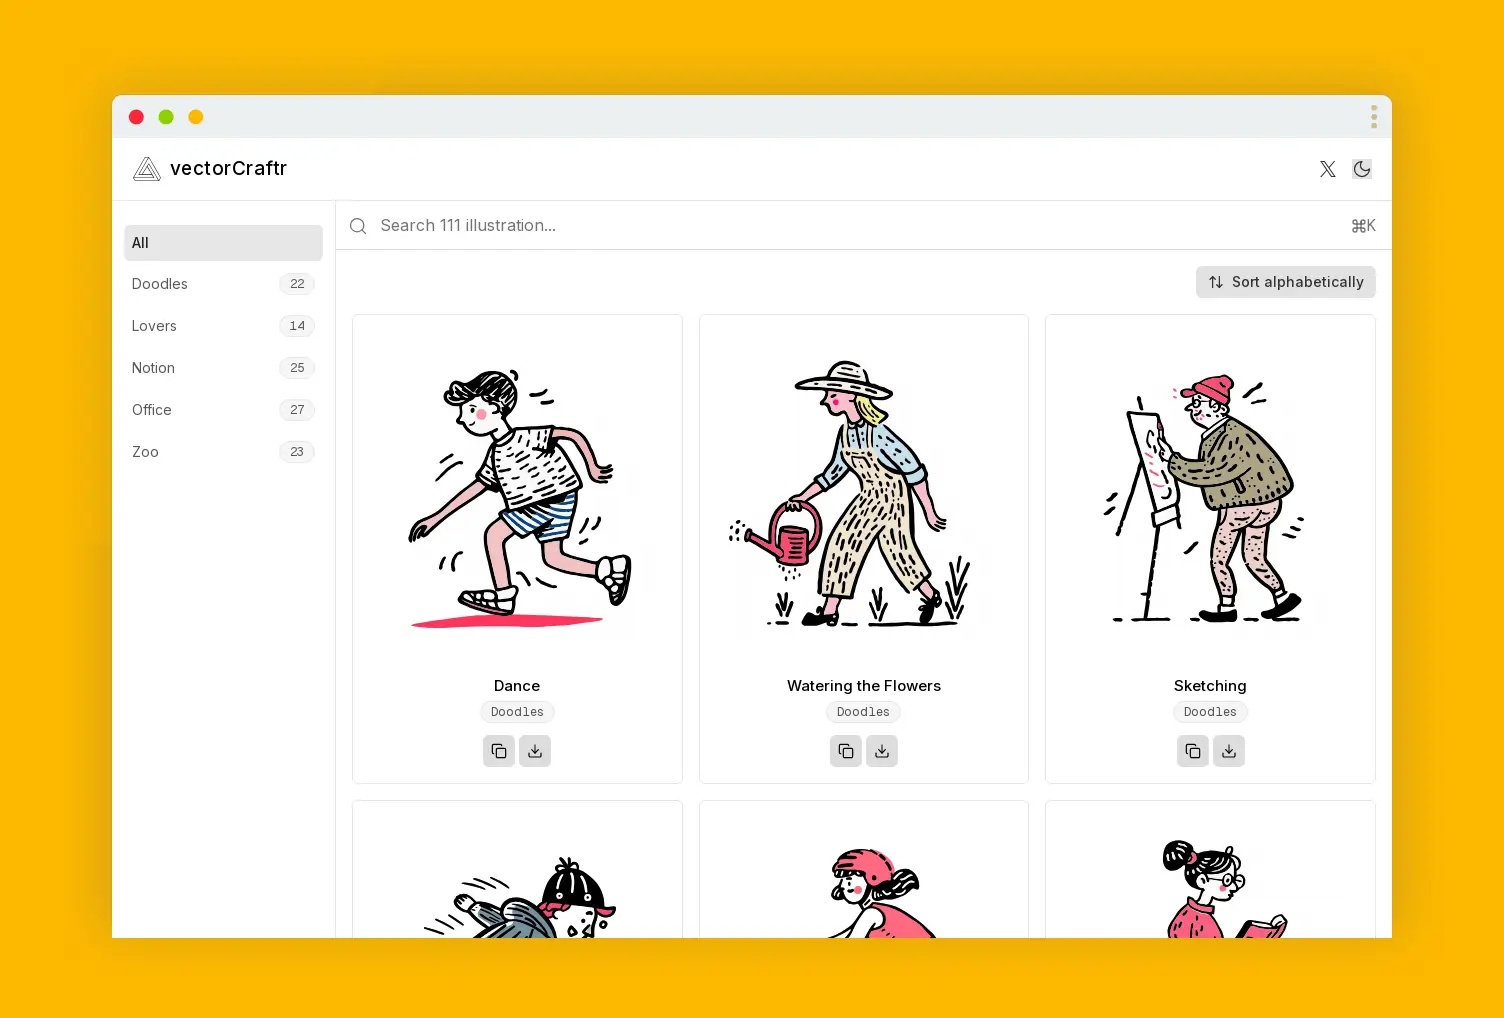 vectorCraftr
Search 111 illustration...
⌘K
All
Doodles 22
Lovers 14
Notion 25
Office 27
Zoo 23
Sort alphabetically
Dance
Doodles
Watering the Flowers
Doodles
Sketching
Doodles